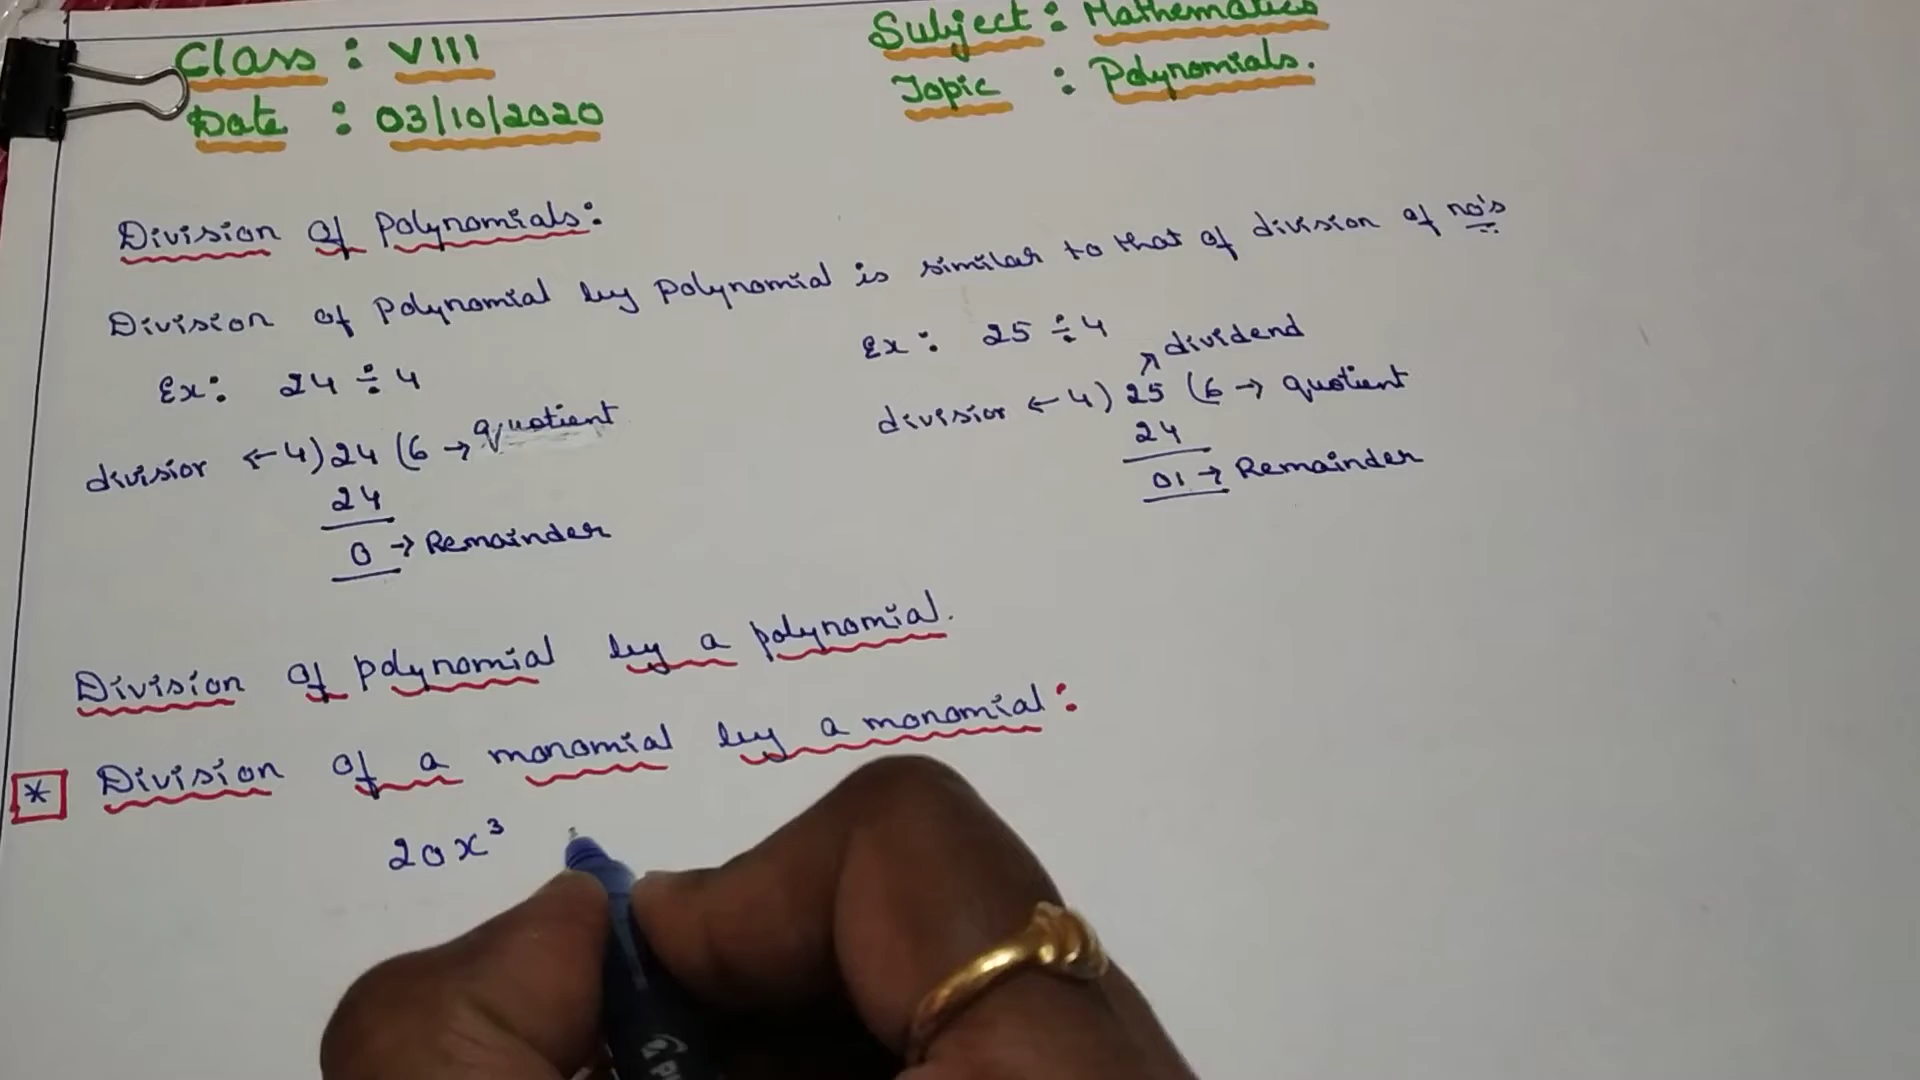 Class : VIII
Date : 03/10/2020
Subject : Mathematics
Topic : Polynomials.
Division of Polynomials:
Division of Polynomial by Polynomial is similar to that of division of no's
Ex: 24 ÷ 4
divisior ← 4) 24 (6 → quotient
24
0 → Remainder
Ex: 25 ÷ 4
↗ dividend
divisior ← 4) 25 (6 → quotient
24
01 → Remainder
Division of polynomial by a polynomial.
* Division of a monomial by a monomial:
20x³